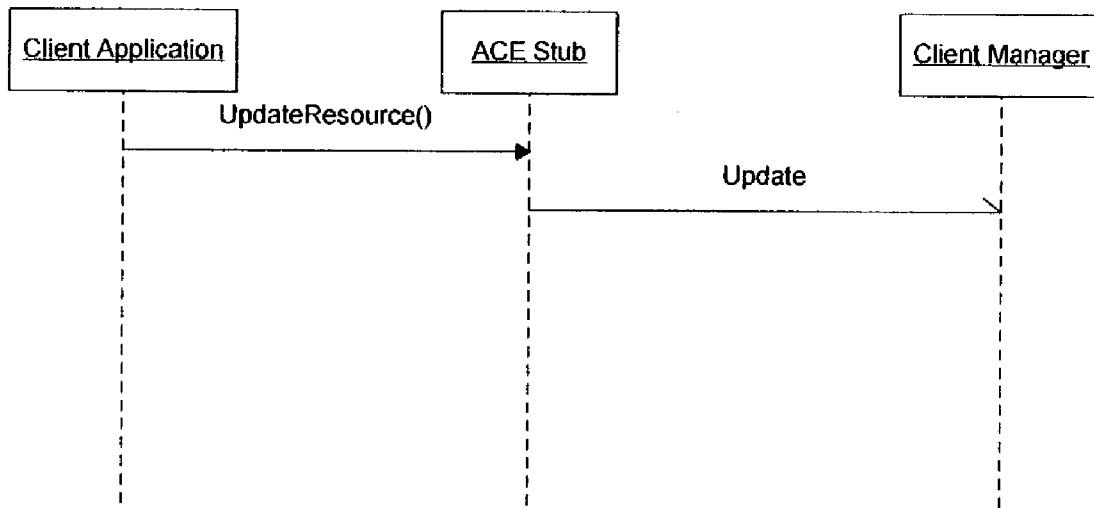 Client Application
ACE Stub
Client Manager
UpdateResource()
Update